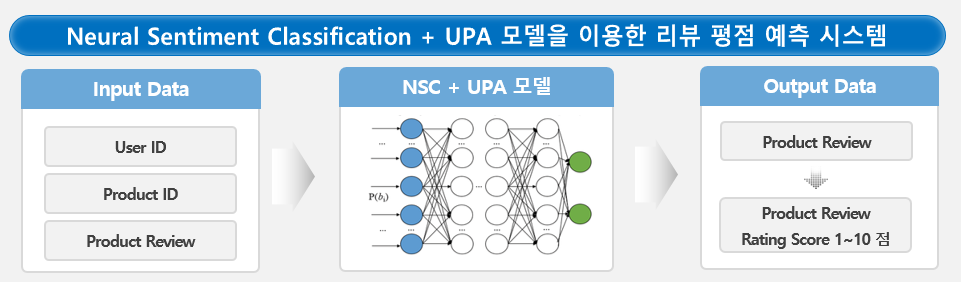 Neural Sentiment Classification + UPA 모델을 이용한 리뷰 평점 예측 시스템
Input Data
User ID
Product ID
Product Review
NSC + UPA 모델
...
...
P(bᵢ)
...
...
...
...
...
...
...
Output Data
Product Review
Product Review
Rating Score 1~10 점